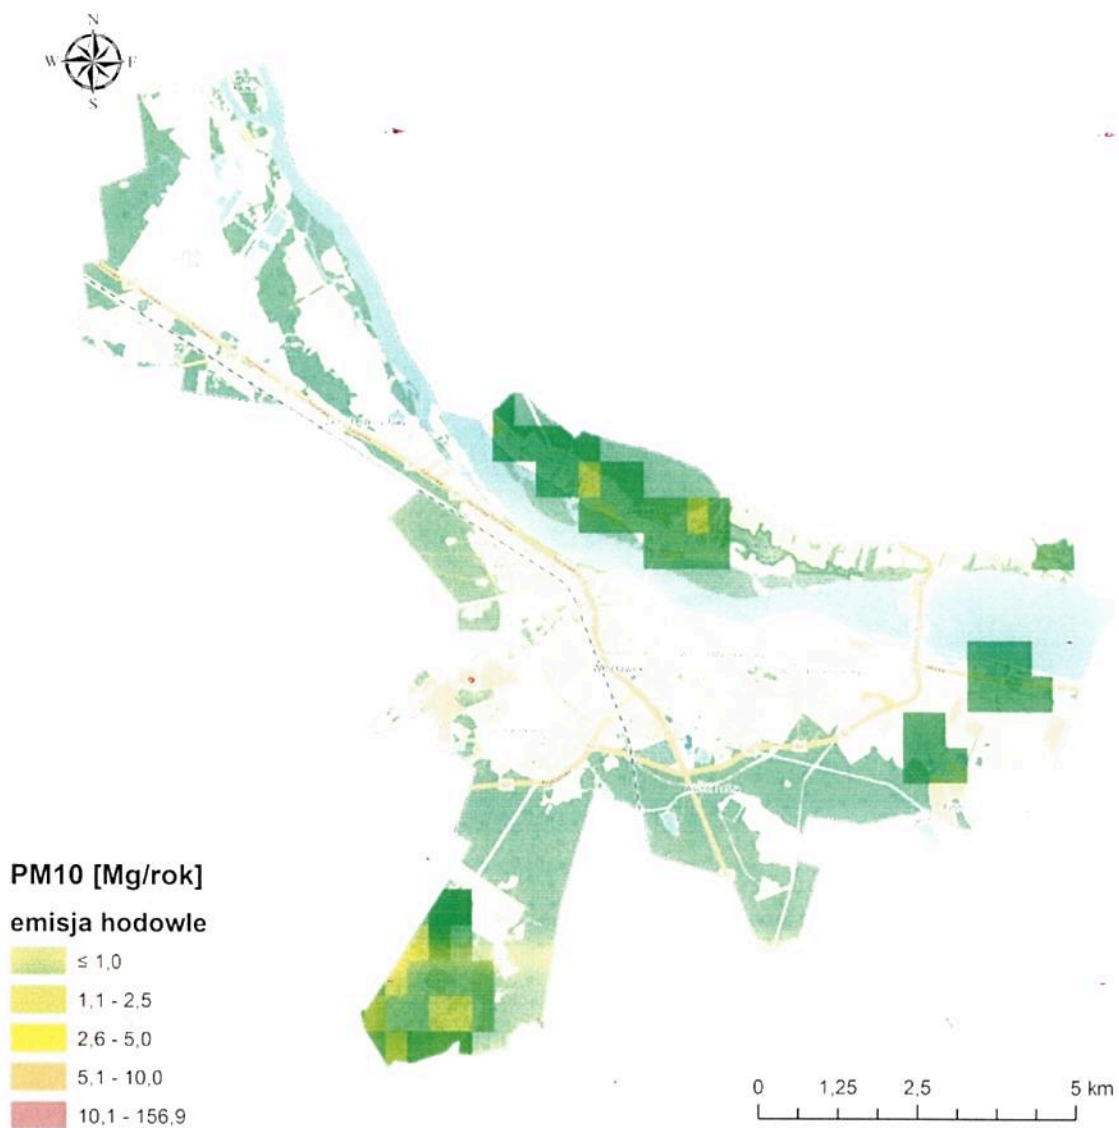 N
W E
S
PM10 [Mg/rok]
emisja hodowle
≤ 1,0
1,1 - 2,5
2,6 - 5,0
5,1 - 10,0
10,1 - 156,9
0 1,25 2,5 5 km